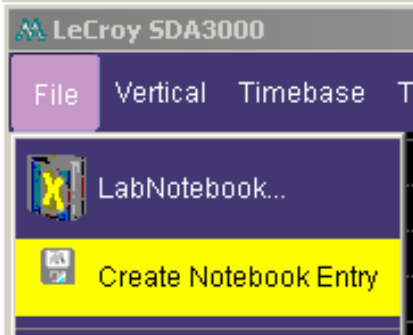 LeCroy SDA3000
File Vertical Timebase T
LabNotebook...
Create Notebook Entry